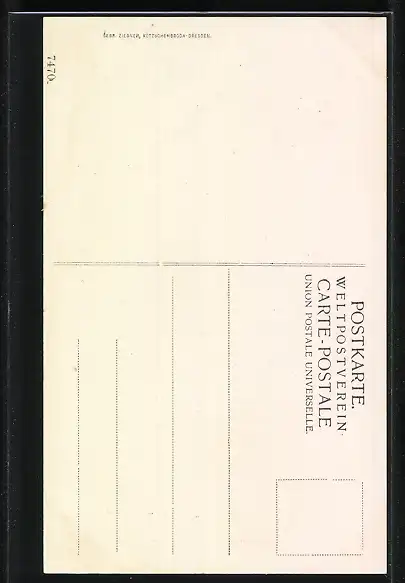 POSTKARTE.
WELTPOSTVEREIN.
CARTE-POSTALE
UNION POSTALE UNIVERSELLE.
7470.
GEBR. ZIEGNER, KÖTZSCHENBRODA-DRESDEN.